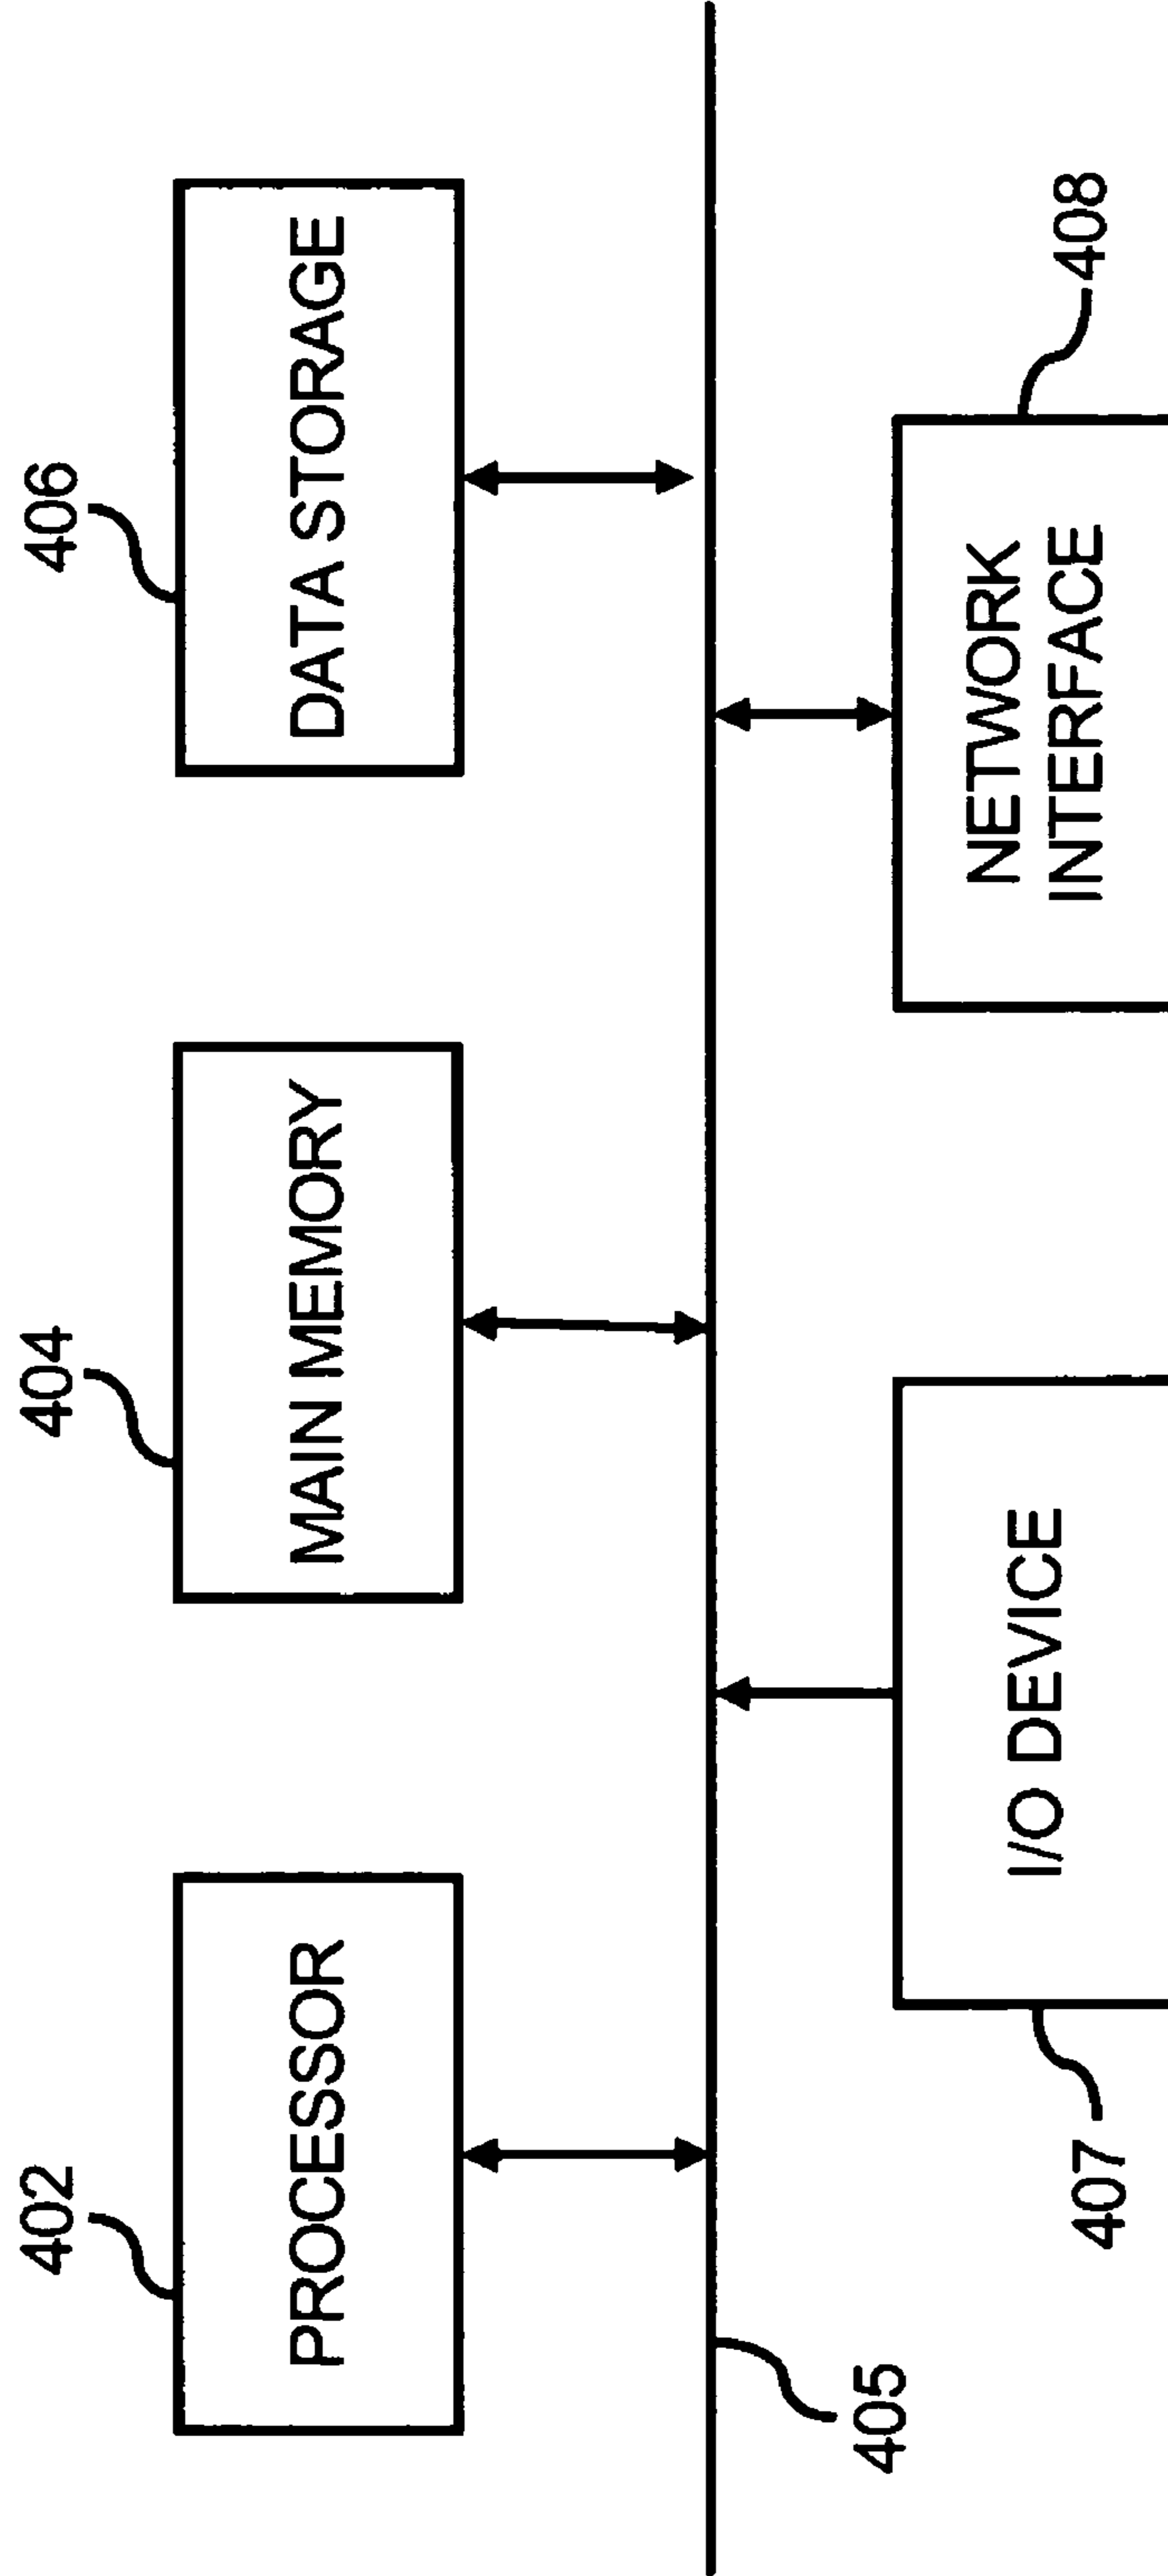 402
404
406
PROCESSOR
MAIN MEMORY
DATA STORAGE
405
407
I/O DEVICE
NETWORK
INTERFACE
408